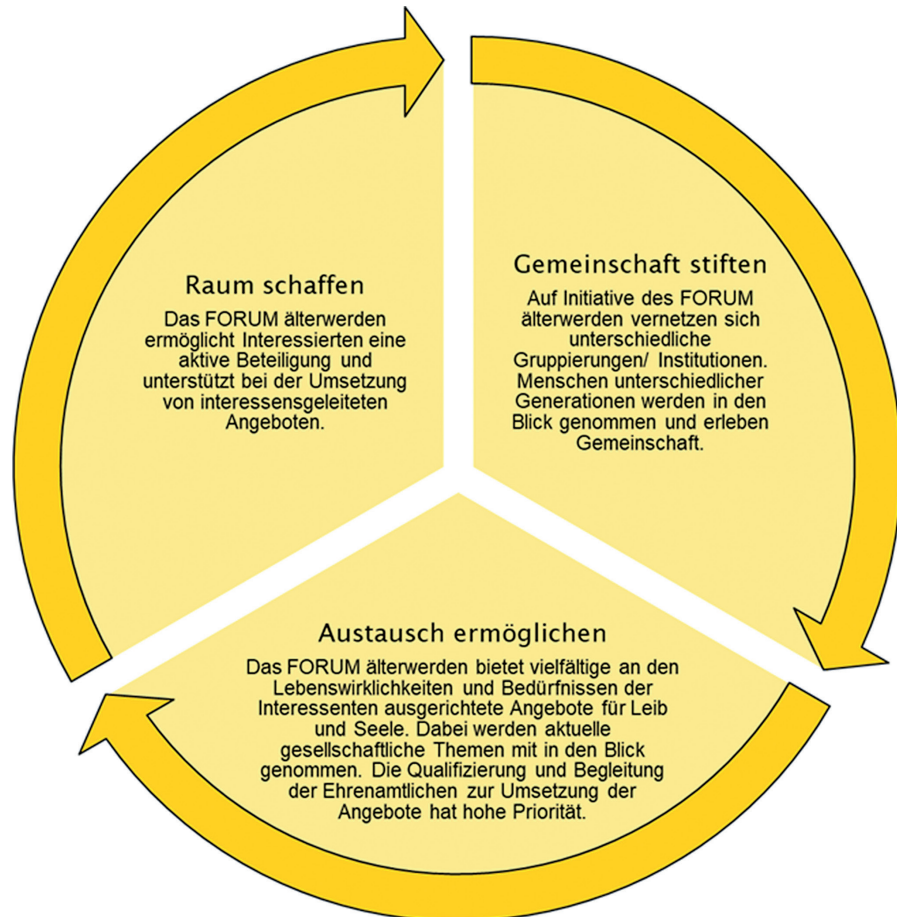 Raum schaffen
Das FORUM älterwerden
ermöglicht Interessierten eine
aktive Beteiligung und
unterstützt bei der Umsetzung
von interessensgeleiteten
Angeboten.
Gemeinschaft stiften
Auf Initiative des FORUM
älterwerden vernetzen sich
unterschiedliche
Gruppierungen/ Institutionen.
Menschen unterschiedlicher
Generationen werden in den
Blick genommen und erleben
Gemeinschaft.
Austausch ermöglichen
Das FORUM älterwerden bietet vielfältige an den
Lebenswirklichkeiten und Bedürfnissen der
Interessenten ausgerichtete Angebote für Leib
und Seele. Dabei werden aktuelle
gesellschaftliche Themen mit in den Blick
genommen. Die Qualifizierung und Begleitung
der Ehrenamtlichen zur Umsetzung der
Angebote hat hohe Priorität.